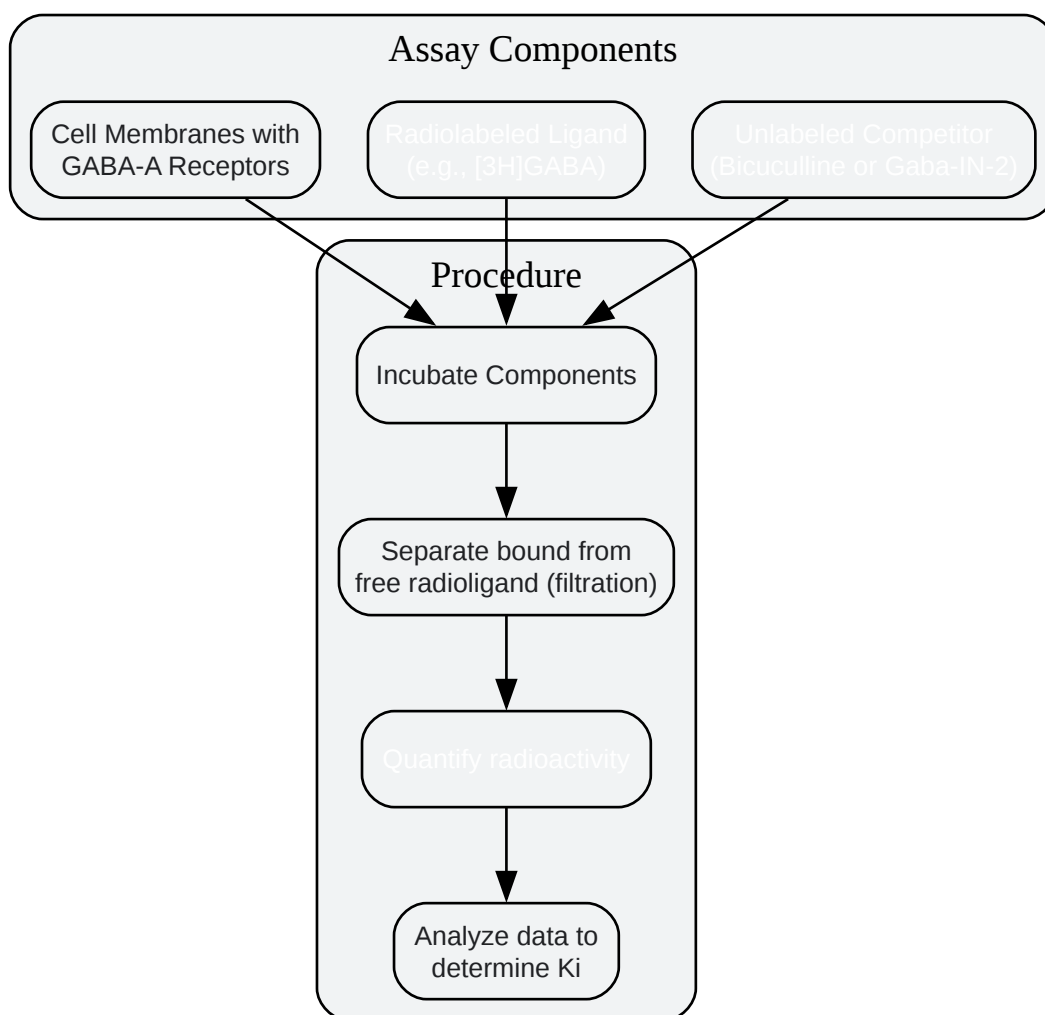 Assay Components
Cell Membranes with
GABA-A Receptors
Radiolabeled Ligand
(e.g., [3H]GABA)
Unlabeled Competitor
(Bicuculline or Gaba-IN-2)
Procedure
Incubate Components
Separate bound from
free radioligand (filtration)
Quantify radioactivity
Analyze data to
determine Ki